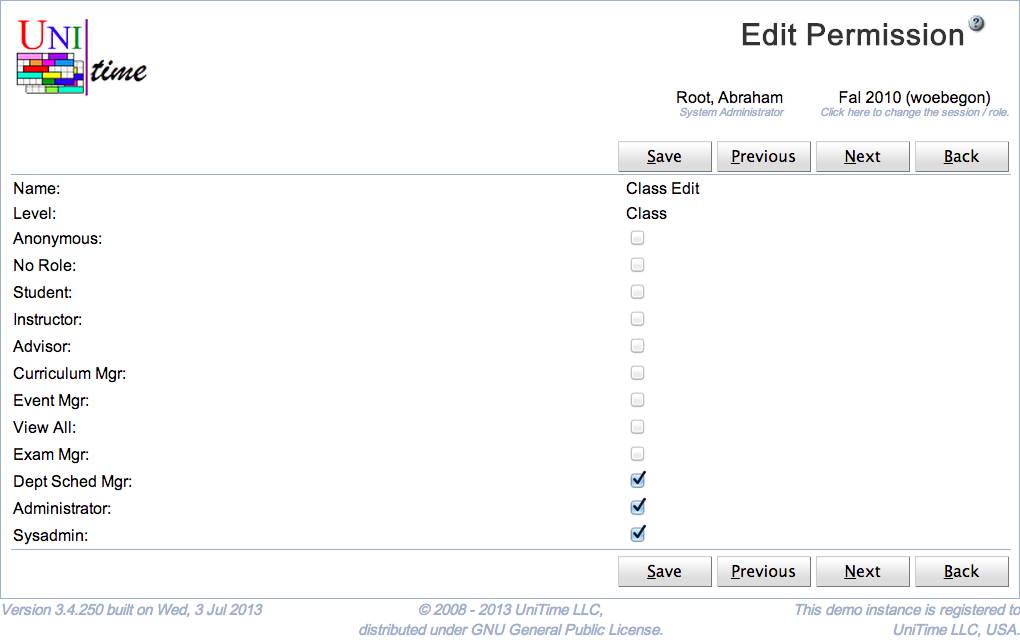 UNI
time
Edit Permission
?
Root, Abraham Fal 2010 (woebegon)
System Administrator Click here to change the session / role.
Save Previous Next Back
Name: Class Edit
Level: Class
Anonymous:
No Role:
Student:
Instructor:
Advisor:
Curriculum Mgr:
Event Mgr:
View All:
Exam Mgr:
Dept Sched Mgr:
Administrator:
Sysadmin:
Save Previous Next Back
Version 3.4.250 built on Wed, 3 Jul 2013 © 2008 - 2013 UniTime LLC, This demo instance is registered to
distributed under GNU General Public License. UniTime LLC, USA.